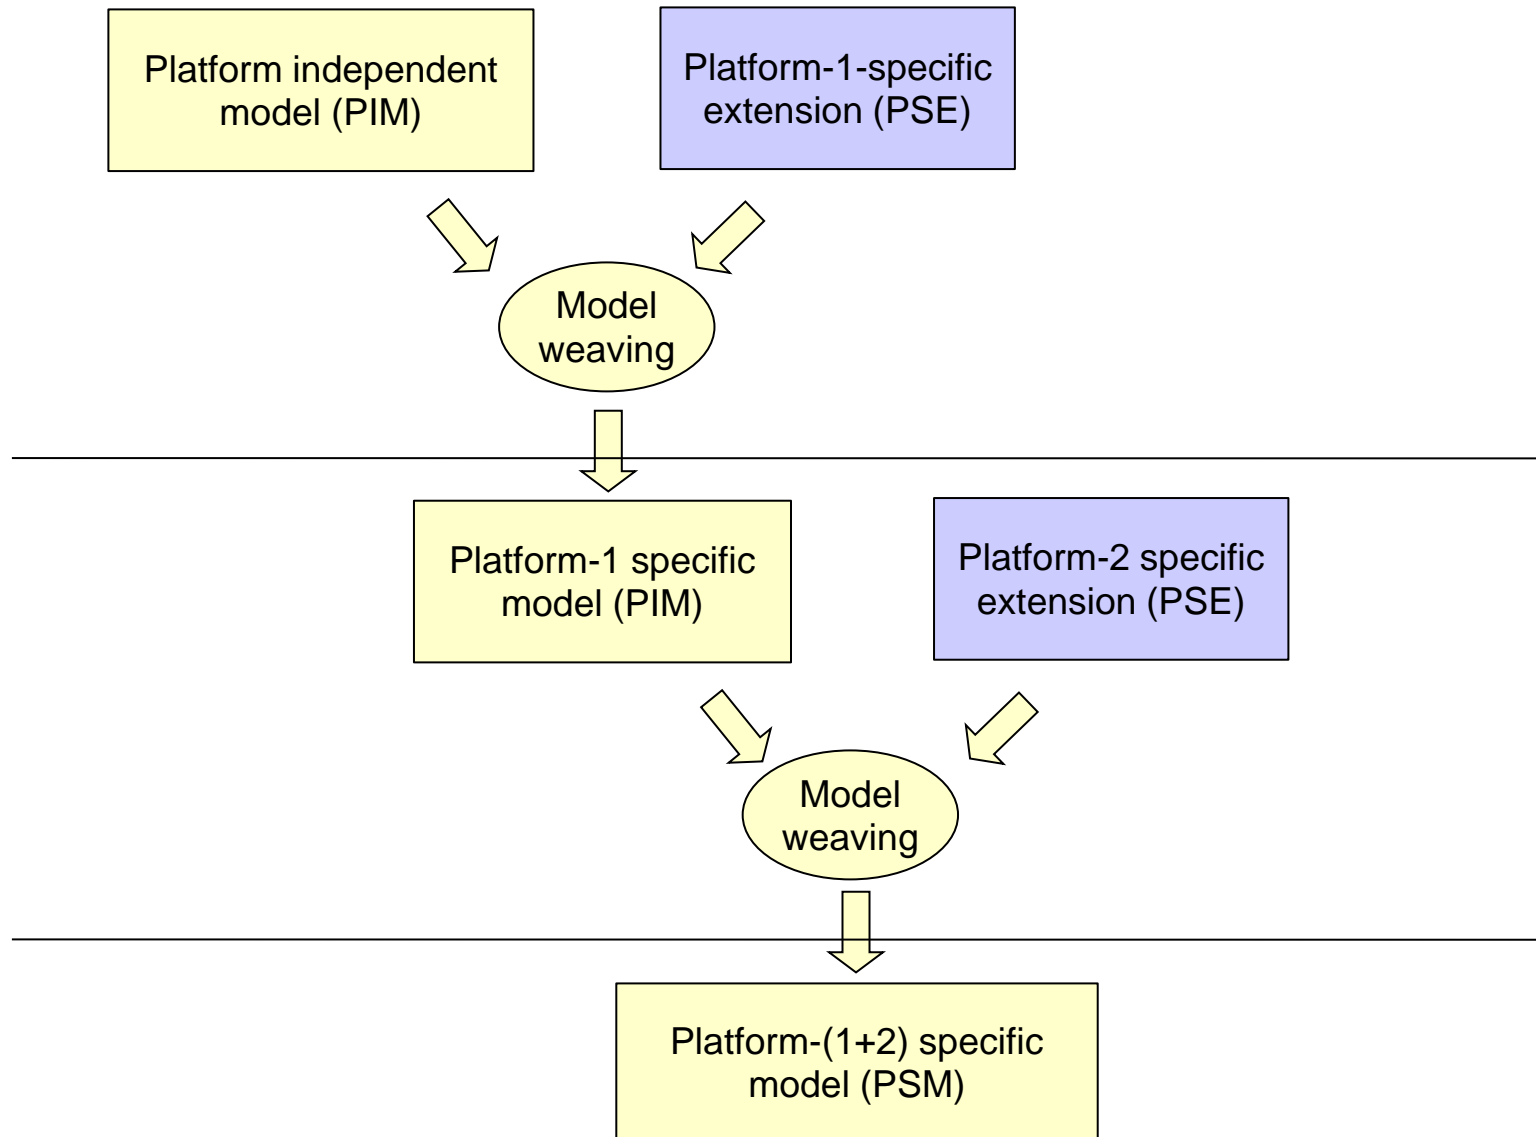 Platform independent
model (PIM)
Platform-1-specific
extension (PSE)
Model
weaving
Platform-1 specific
model (PIM)
Platform-2 specific
extension (PSE)
Model
weaving
Platform-(1+2) specific
model (PSM)